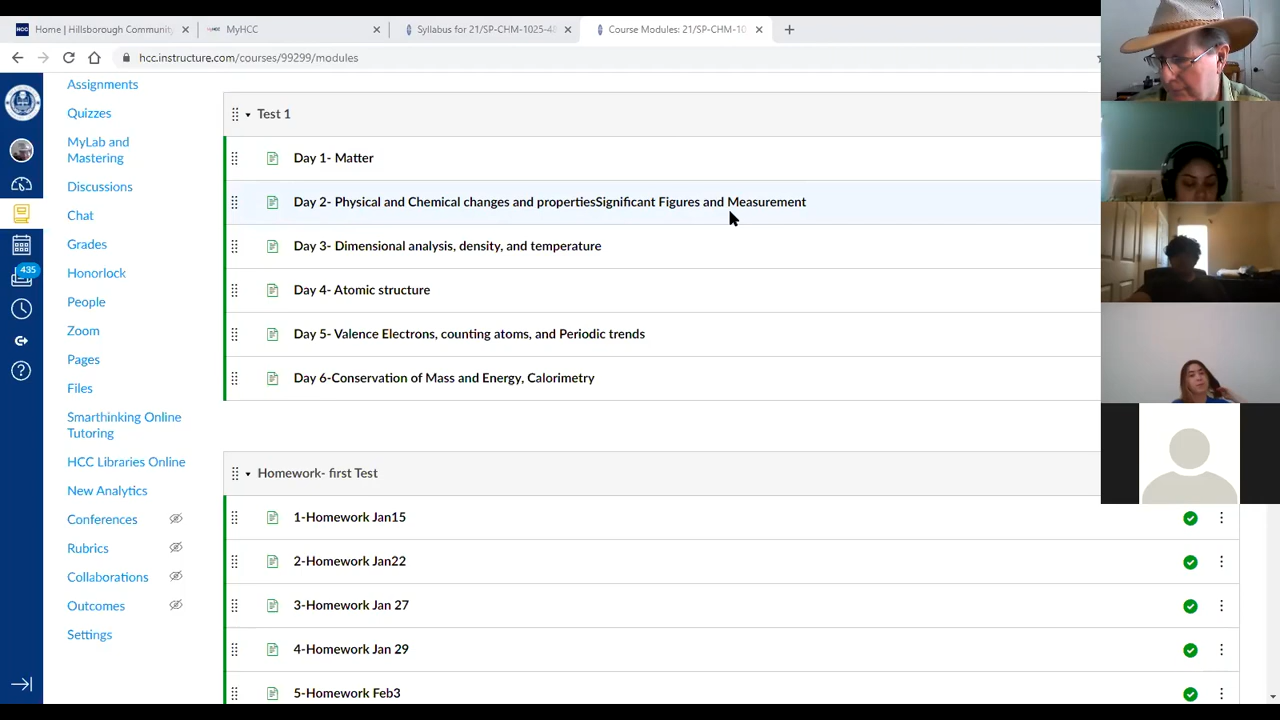 Home | Hillsborough Community
MyHCC
Syllabus for 21/SP-CHM-1025-48
Course Modules: 21/SP-CHM-10
hcc.instructure.com/courses/99299/modules
Assignments
Quizzes
MyLab and
Mastering
Discussions
Chat
Grades
Honorlock
People
Zoom
Pages
Files
Smarthinking Online
Tutoring
HCC Libraries Online
New Analytics
Conferences
Rubrics
Collaborations
Outcomes
Settings
435
Test 1
Day 1- Matter
Day 2- Physical and Chemical changes and propertiesSignificant Figures and Measurement
Day 3- Dimensional analysis, density, and temperature
Day 4- Atomic structure
Day 5- Valence Electrons, counting atoms, and Periodic trends
Day 6-Conservation of Mass and Energy, Calorimetry
Homework- first Test
1-Homework Jan15
2-Homework Jan22
3-Homework Jan 27
4-Homework Jan 29
5-Homework Feb3